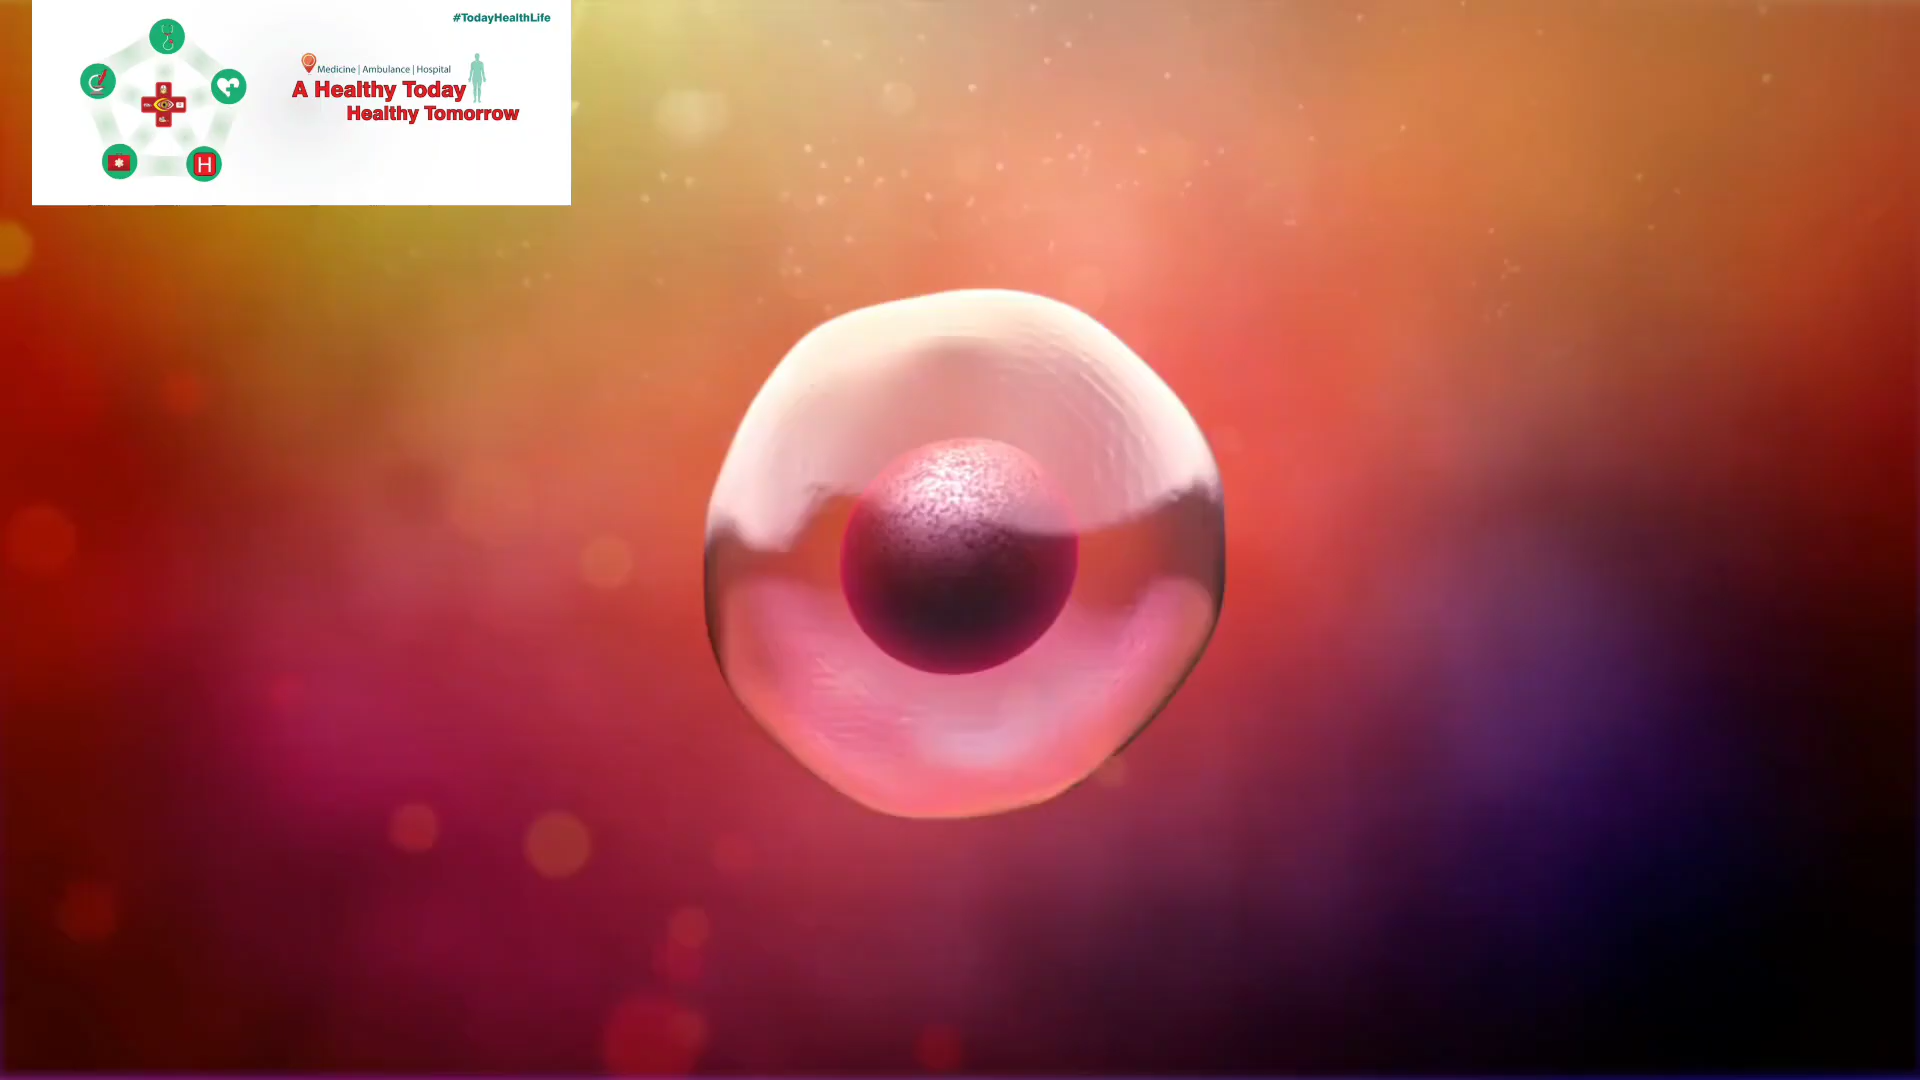 #TodayHealthLife
Medicine | Ambulance | Hospital
A Healthy Today
Healthy Tomorrow
H